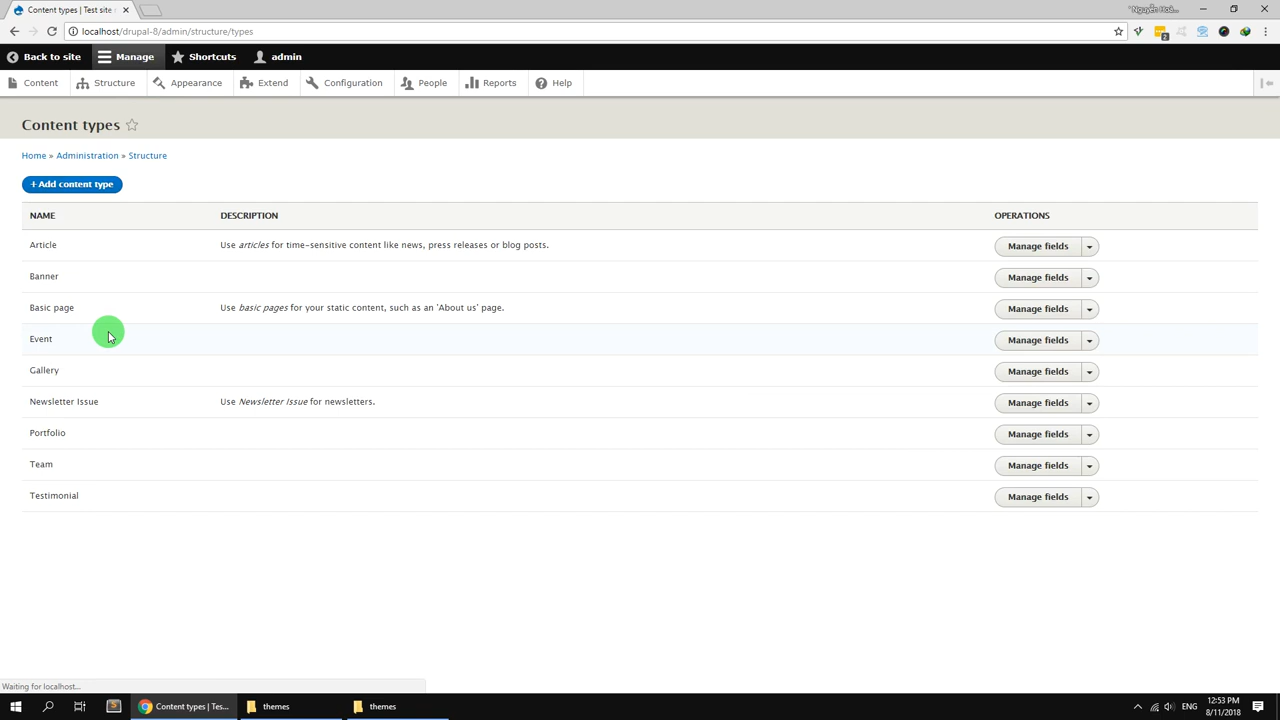 Content types | Test site
"Nguyễn Hoà...
localhost/drupal-8/admin/structure/types
2
Back to site Manage Shortcuts admin
Content Structure Appearance Extend Configuration People Reports Help
Content types
Home » Administration » Structure
+Add content type
NAME DESCRIPTION OPERATIONS
Article Use articles for time-sensitive content like news, press releases or blog posts. Manage fields
Banner Manage fields
Basic page Use basic pages for your static content, such as an 'About us' page. Manage fields
Event Manage fields
Gallery Manage fields
Newsletter Issue Use Newsletter Issue for newsletters. Manage fields
Portfolio Manage fields
Team Manage fields
Testimonial Manage fields
Waiting for localhost...
Content types | Tes... themes themes ENG 12:53 PM
8/11/2018